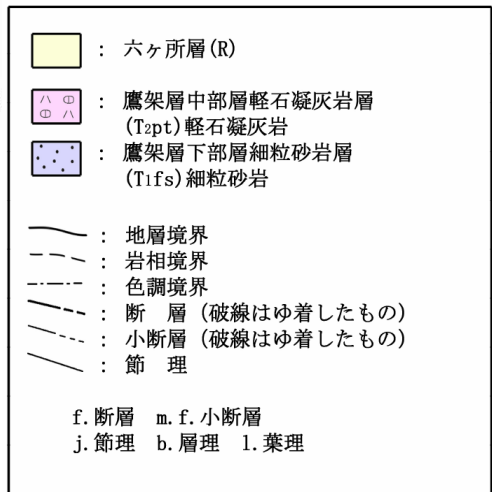 : 六ヶ所層(R)
: 鷹架層中部層軽石凝灰岩層
(T2pt)軽石凝灰岩
: 鷹架層下部層細粒砂岩層
(T1fs)細粒砂岩
: 地層境界
: 岩相境界
: 色調境界
: 断 層 (破線はゆ着したもの)
: 小断層 (破線はゆ着したもの)
: 節 理
f.断層 m.f.小断層
j.節理 b.層理 l.葉理